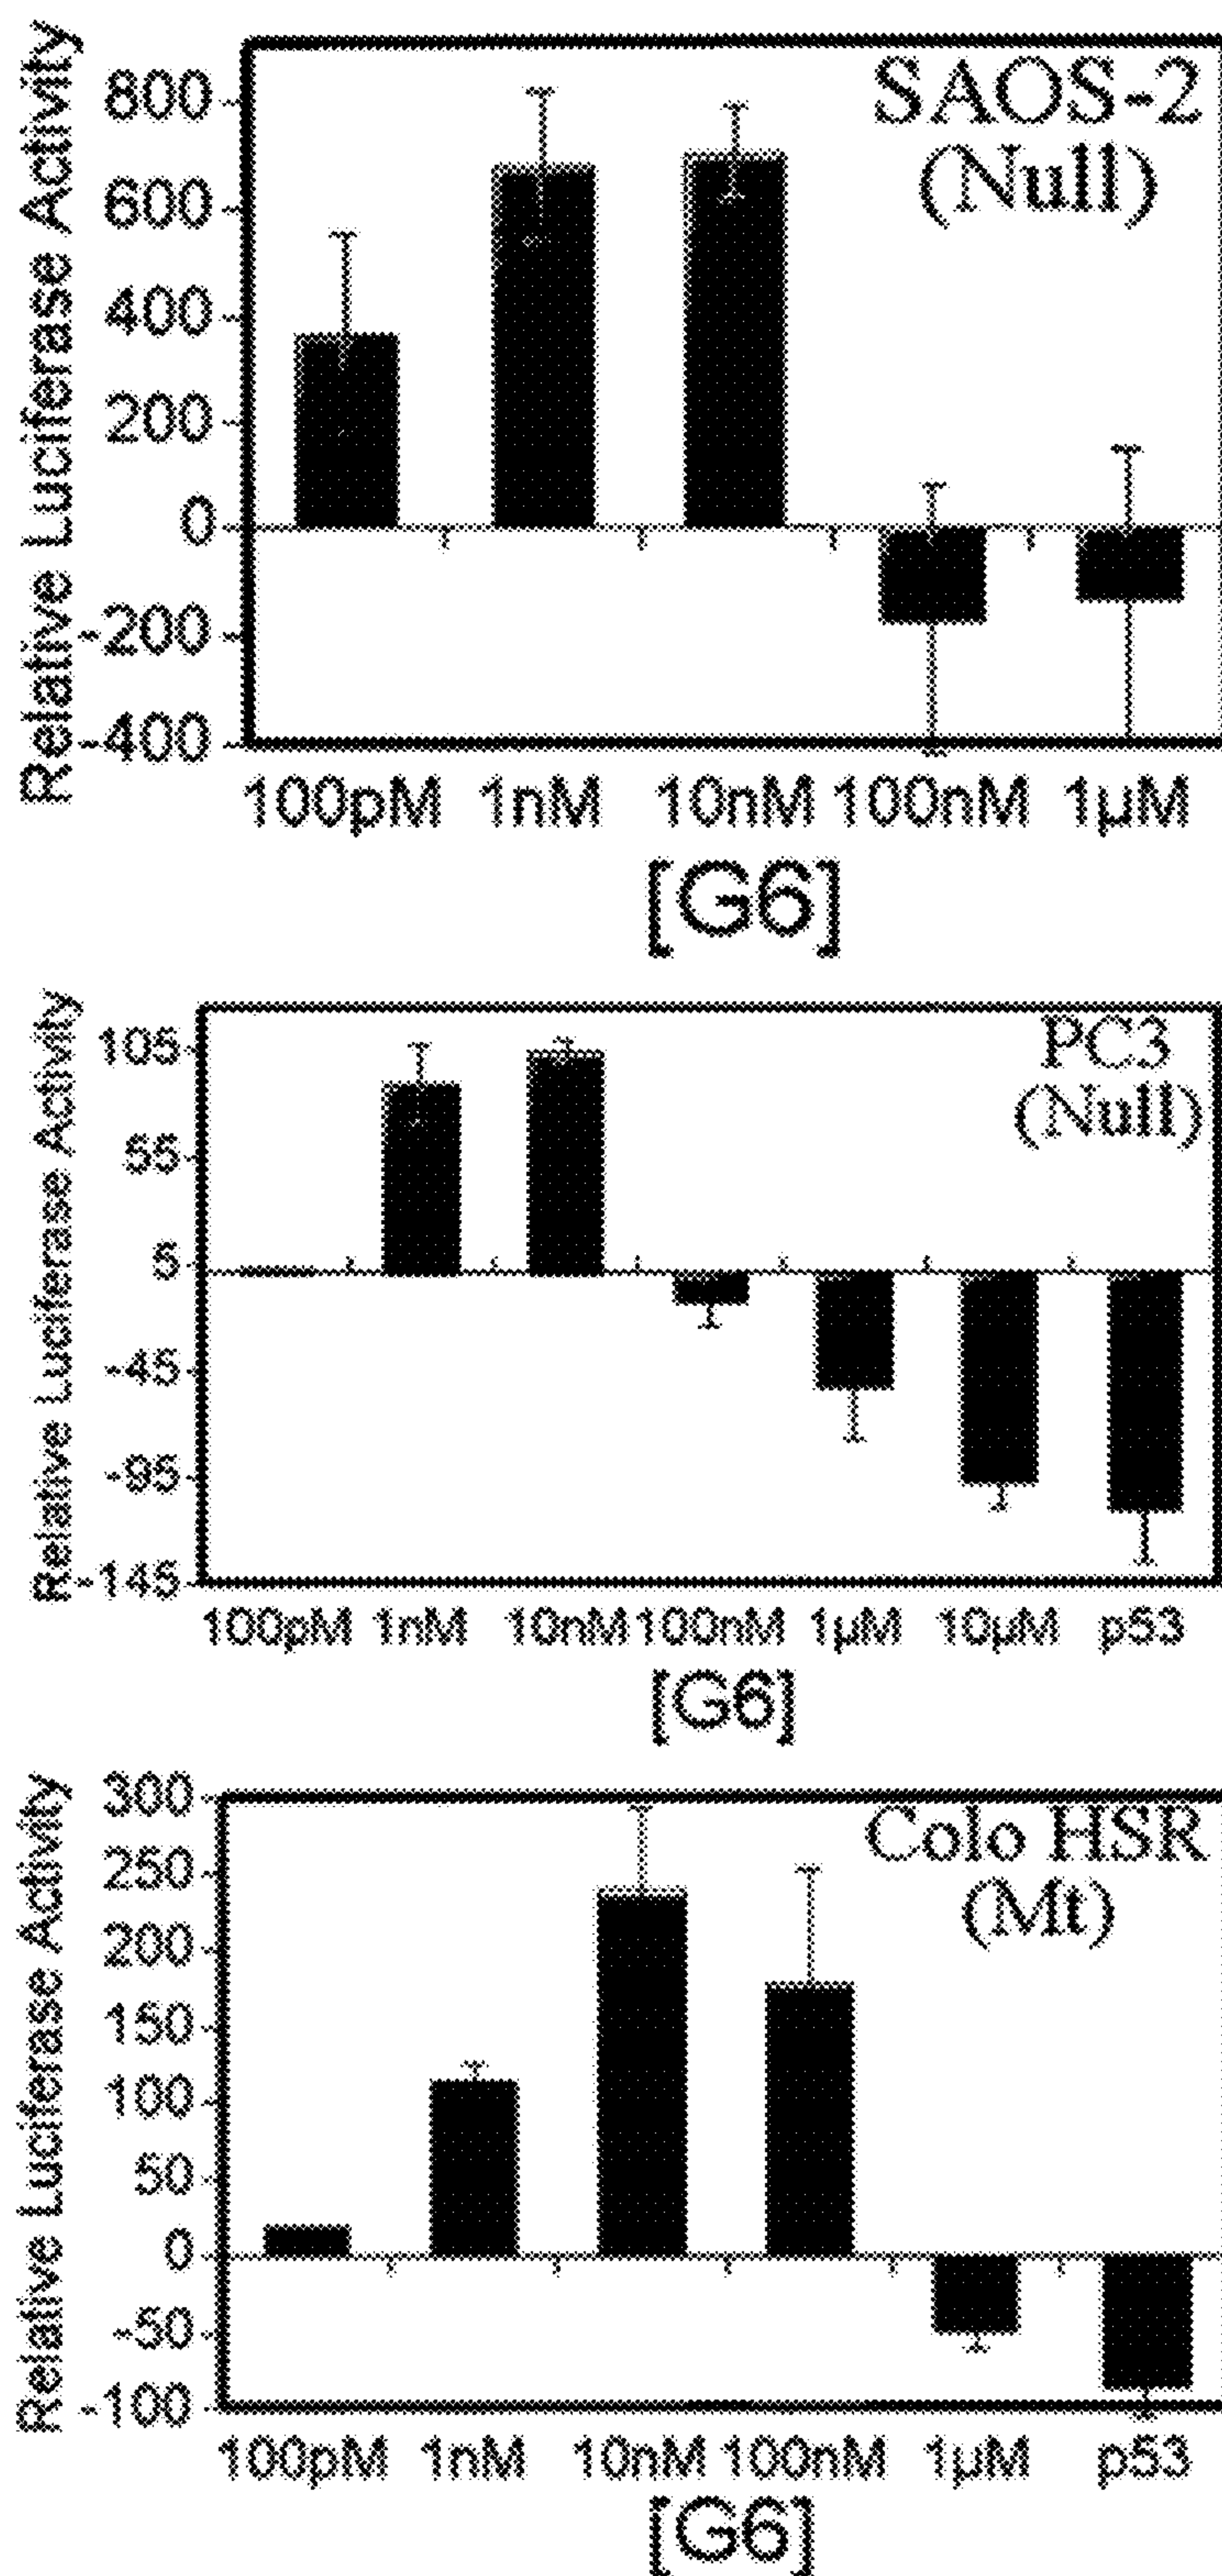 Relative Luciferase Activity
800
600
400
200
0
-200
-400
SAOS-2
(Null)
100pM 1nM 10nM 100nM 1µM
[G6]
Relative Luciferase Activity
105
55
5
-45
-95
-145
PC3
(Null)
100pM 1nM 10nM 100nM 1µM 10µM p53
[G6]
Relative Luciferase Activity
300
250
200
150
100
50
0
-50
-100
Colo HSR
(Mt)
100pM 1nM 10nM 100nM 1µM p53
[G6]